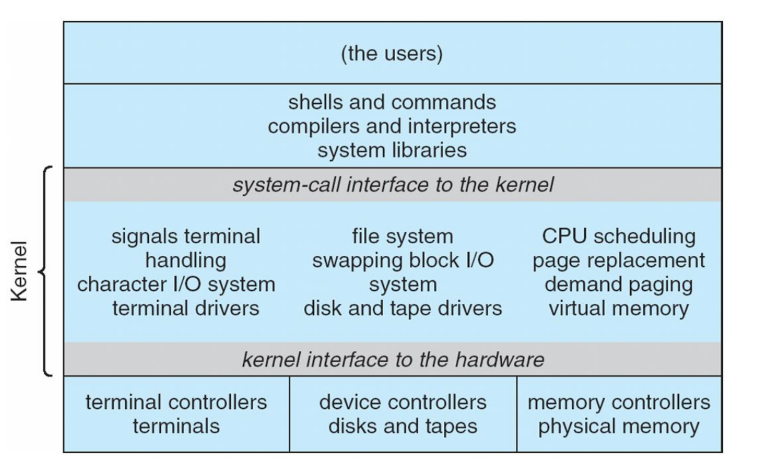 (the users)
shells and commands
compilers and interpreters
system libraries
Kernel
system-call interface to the kernel
signals terminal
handling
character I/O system
terminal drivers
file system
swapping block I/O
system
disk and tape drivers
CPU scheduling
page replacement
demand paging
virtual memory
kernel interface to the hardware
terminal controllers
terminals
device controllers
disks and tapes
memory controllers
physical memory